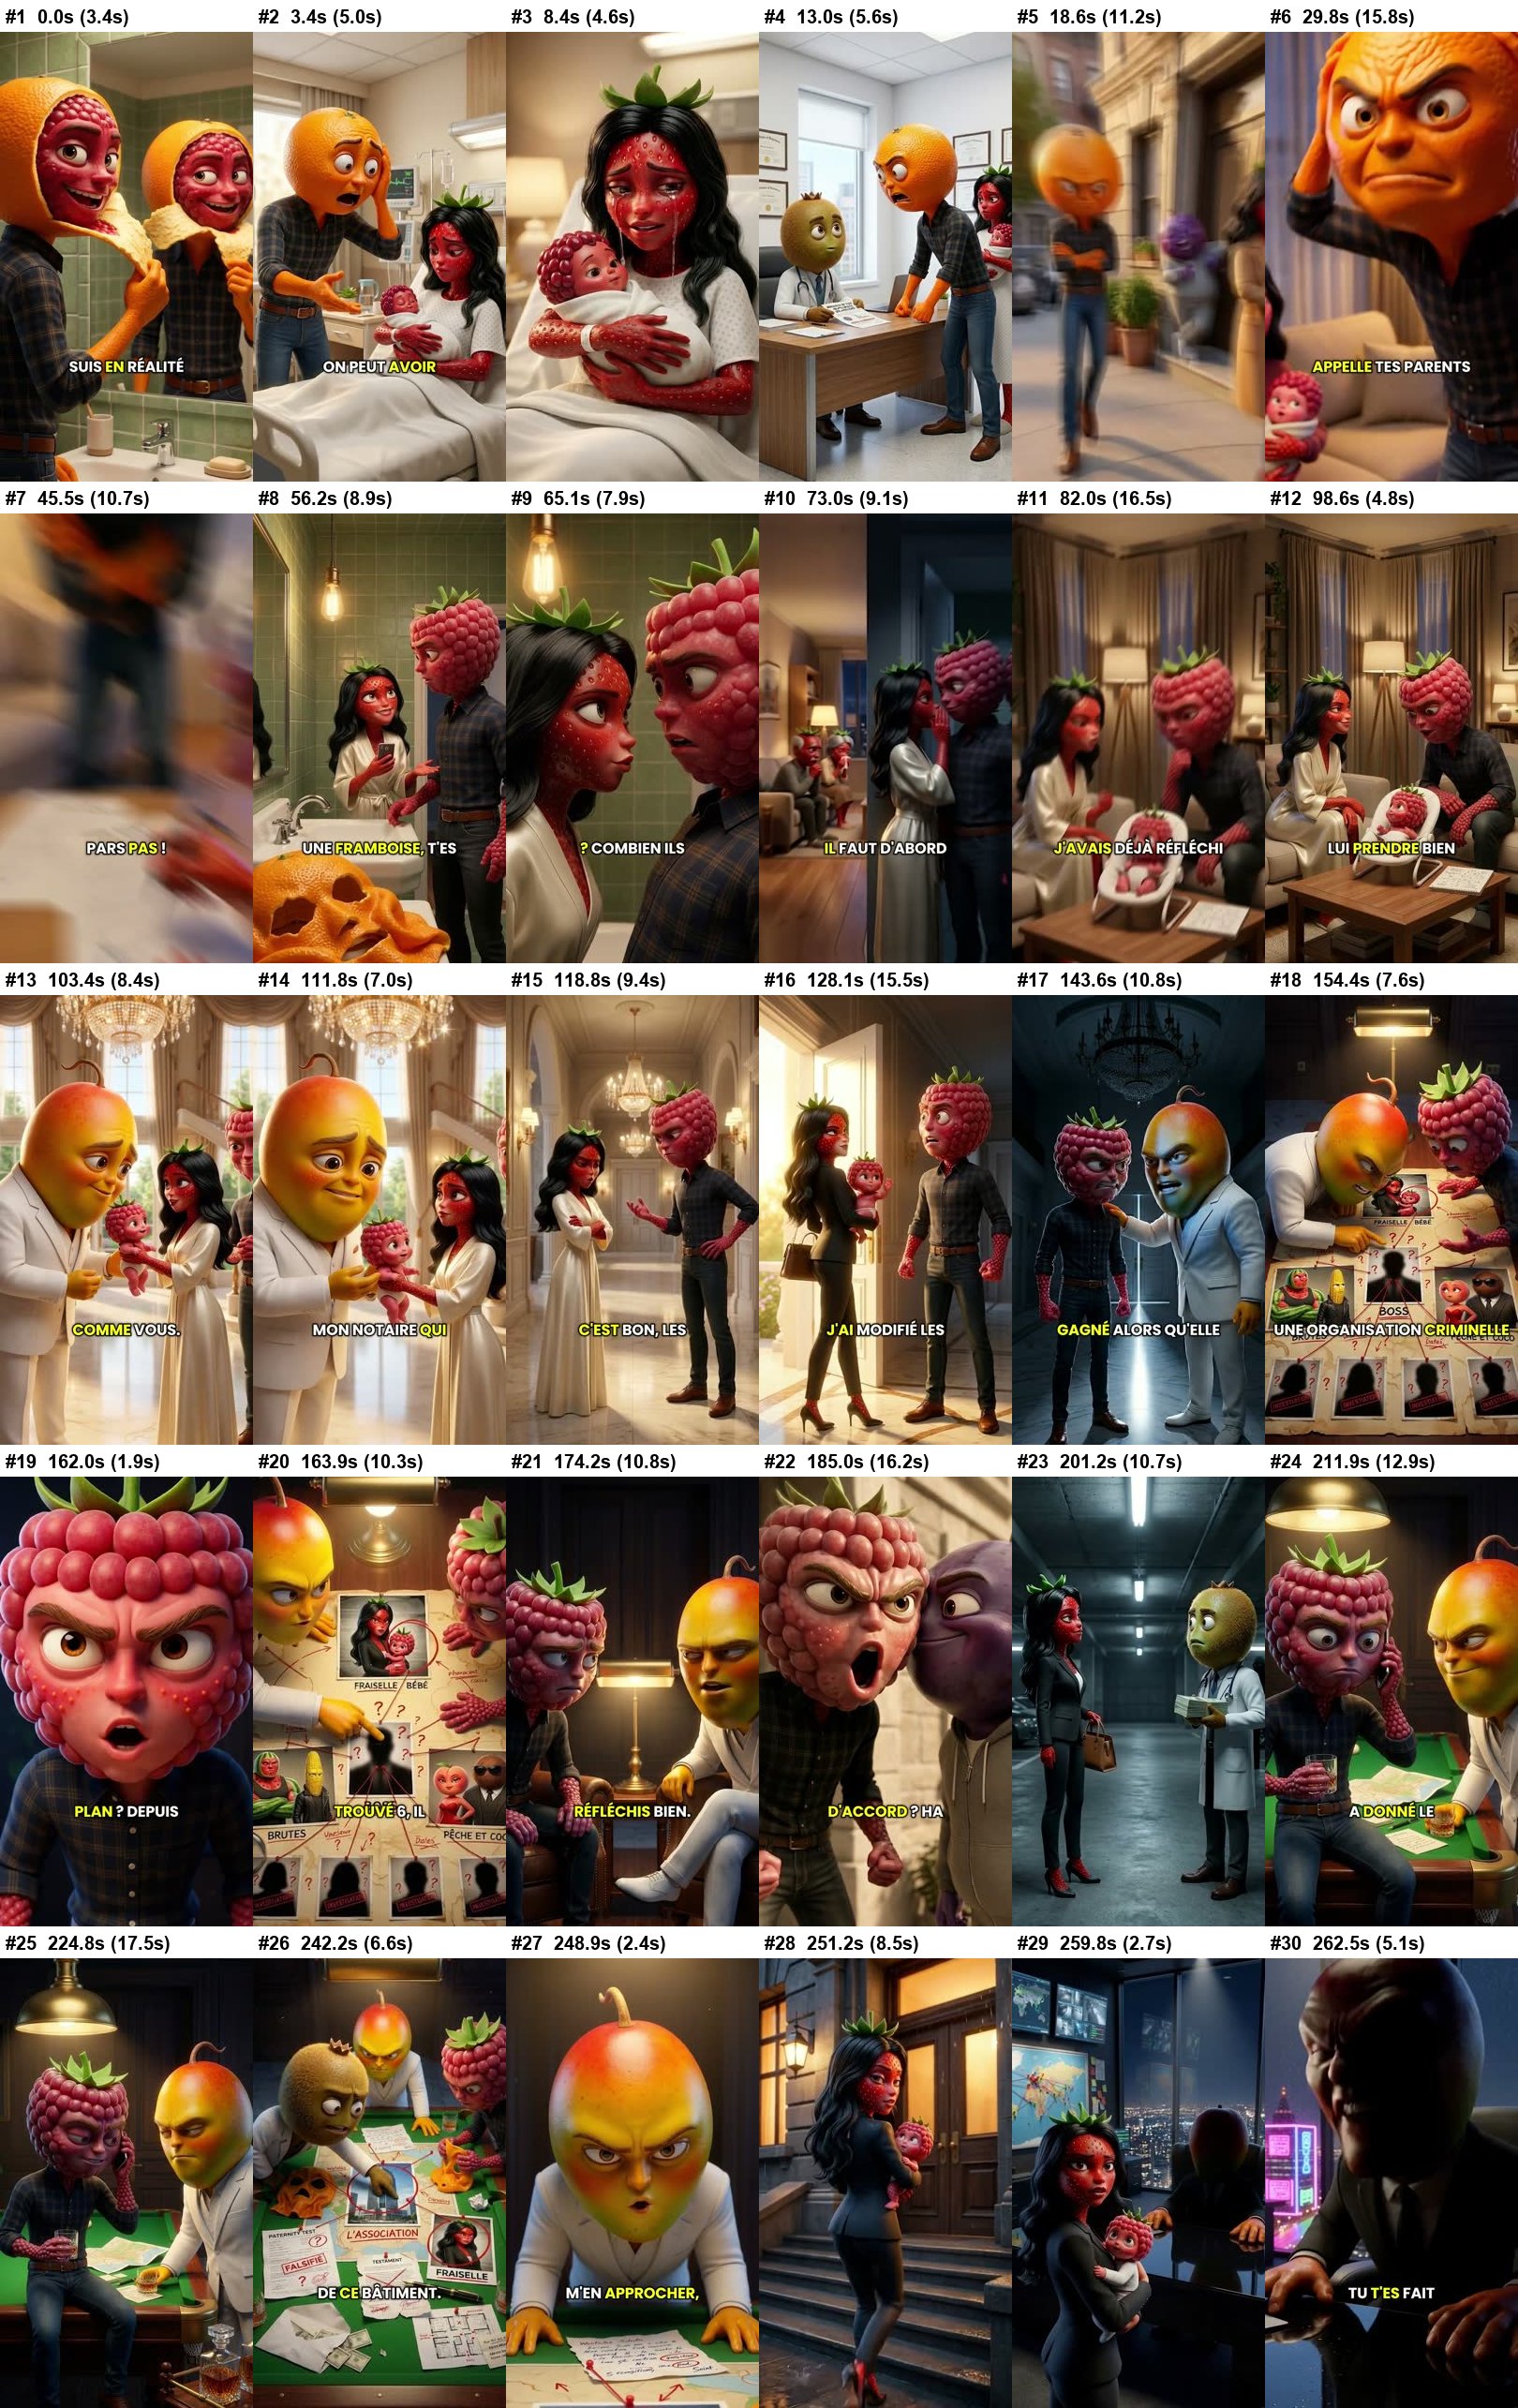 #1 0.0s (3.4s)
#2 3.4s (5.0s)
#3 8.4s (4.6s)
#4 13.0s (5.6s)
#5 18.6s (11.2s)
#6 29.8s (15.8s)
SUIS EN RÉALITÉ
ON PEUT AVOIR
APPELLE TES PARENTS
#7 45.5s (10.7s)
#8 56.2s (8.9s)
#9 65.1s (7.9s)
#10 73.0s (9.1s)
#11 82.0s (16.5s)
#12 98.6s (4.8s)
PARS PAS !
UNE FRAMBOISE, T'ES
? COMBIEN ILS
IL FAUT D'ABORD
J'AVAIS DÉJÀ RÉFLÉCHI
LUI PRENDRE BIEN
#13 103.4s (8.4s)
#14 111.8s (7.0s)
#15 118.8s (9.4s)
#16 128.1s (15.5s)
#17 143.6s (10.8s)
#18 154.4s (7.6s)
FRAISELLE BÉBÉ
BOSS
COMME VOUS.
MON NOTAIRE QUI
C'EST BON, LES
J'AI MODIFIÉ LES
GAGNÉ ALORS QU'ELLE
UNE ORGANISATION CRIMINELLE
#19 162.0s (1.9s)
#20 163.9s (10.3s)
#21 174.2s (10.8s)
#22 185.0s (16.2s)
#23 201.2s (10.7s)
#24 211.9s (12.9s)
FRAISELLE BÉBÉ
PLAN ? DEPUIS
TROUVÉ 6, IL
RÉFLÉCHIS BIEN.
D'ACCORD ? HA
A DONNÉ LE
BRUTES
PÊCHE ET COC
#25 224.8s (17.5s)
#26 242.2s (6.6s)
#27 248.9s (2.4s)
#28 251.2s (8.5s)
#29 259.8s (2.7s)
#30 262.5s (5.1s)
PATERNITY TEST
FALSIFIÉ
L'ASSOCIATION
TESTAMENT
FRAISELLE
DE CE BÂTIMENT.
M'EN APPROCHER,
TU T'ES FAIT